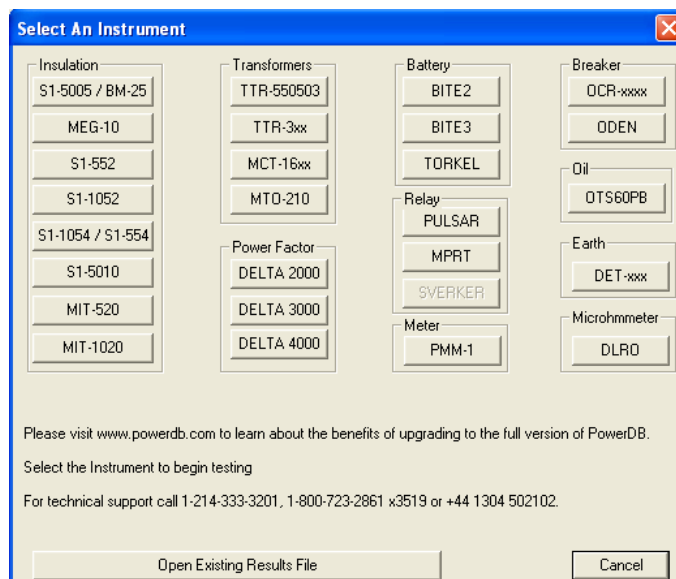 Select An Instrument
Insulation
S1-5005 / BM-25
MEG-10
S1-552
S1-1052
S1-1054 / S1-554
S1-5010
MIT-520
MIT-1020
Transformers
TTR-550503
TTR-3xx
MCT-16xx
MTO-210
Power Factor
DELTA 2000
DELTA 3000
DELTA 4000
Battery
BITE2
BITE3
TORKEL
Relay
PULSAR
MPRT
SVERKER
Meter
PMM-1
Breaker
OCR-xxxx
ODEN
Oil
OTS60PB
Earth
DET-xxx
Microhmmeter
DLRO
Please visit www.powerdb.com to learn about the benefits of upgrading to the full version of PowerDB.
Select the Instrument to begin testing
For technical support call 1-214-333-3201, 1-800-723-2861 x3519 or +44 1304 502102.
Open Existing Results File
Cancel